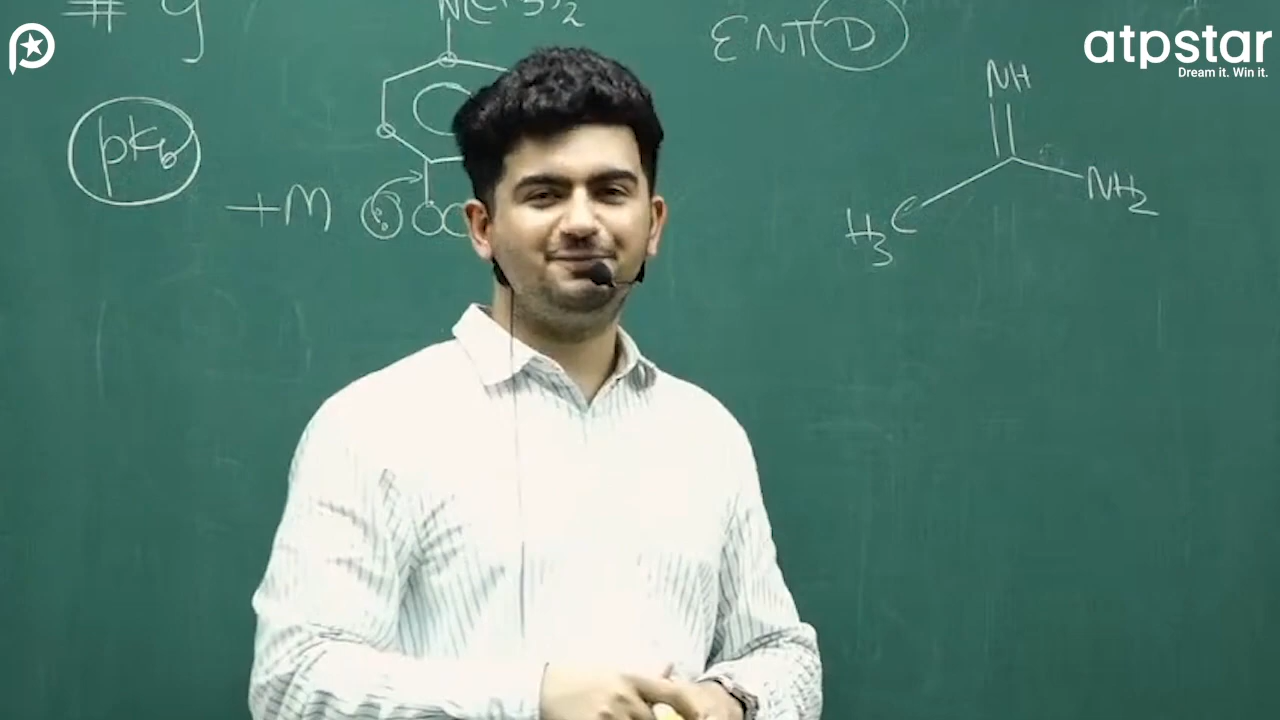 # 9
N(CH3)2
ENTD
atpstar
Dream it. Win it.
NH
pKb
NH2
+M
H3C